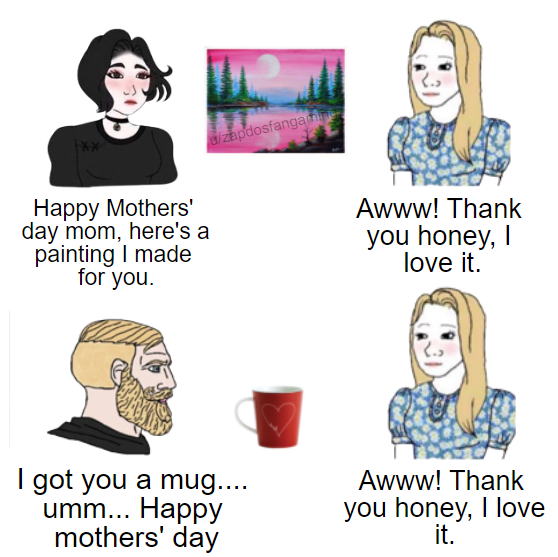 u/zapdosfangaming
Happy Mothers'
day mom, here's a
painting I made
for you.
Awww! Thank
you honey, I
love it.
I got you a mug....
umm... Happy
mothers' day
Awww! Thank
you honey, I love
it.